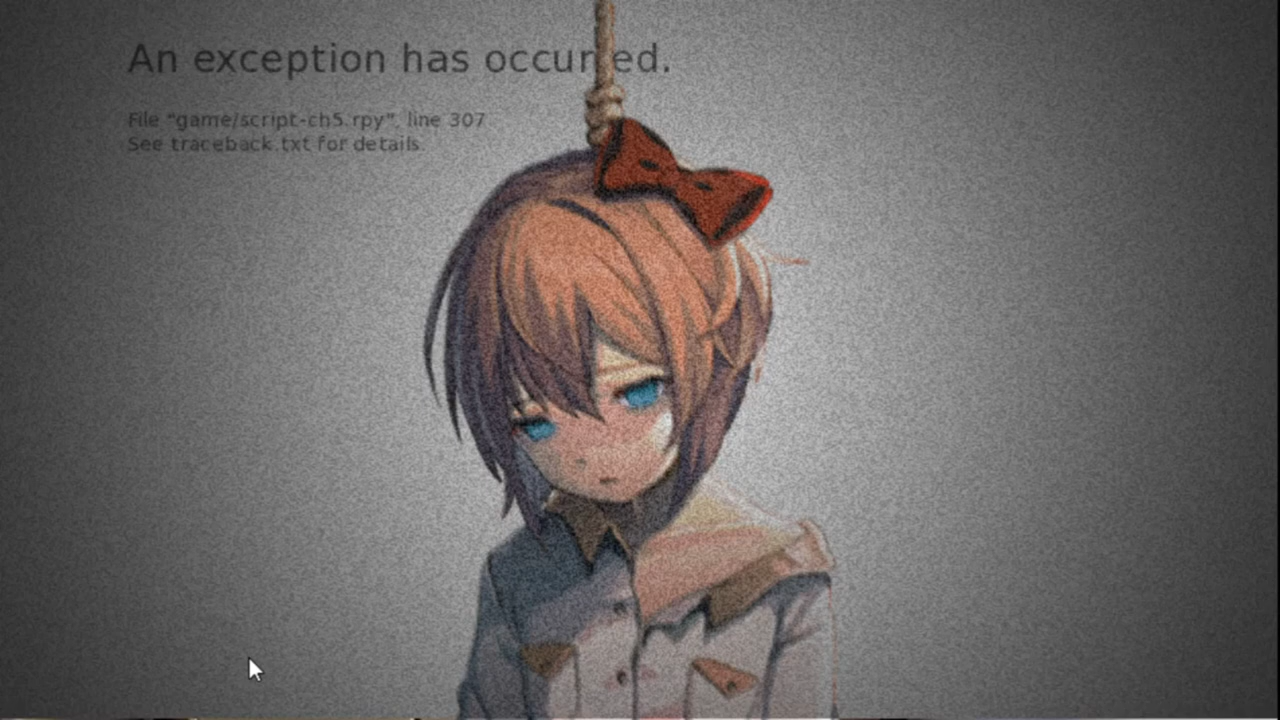 An exception has occurred.
File "game/script-ch5.rpy", line 307
See traceback.txt for details.